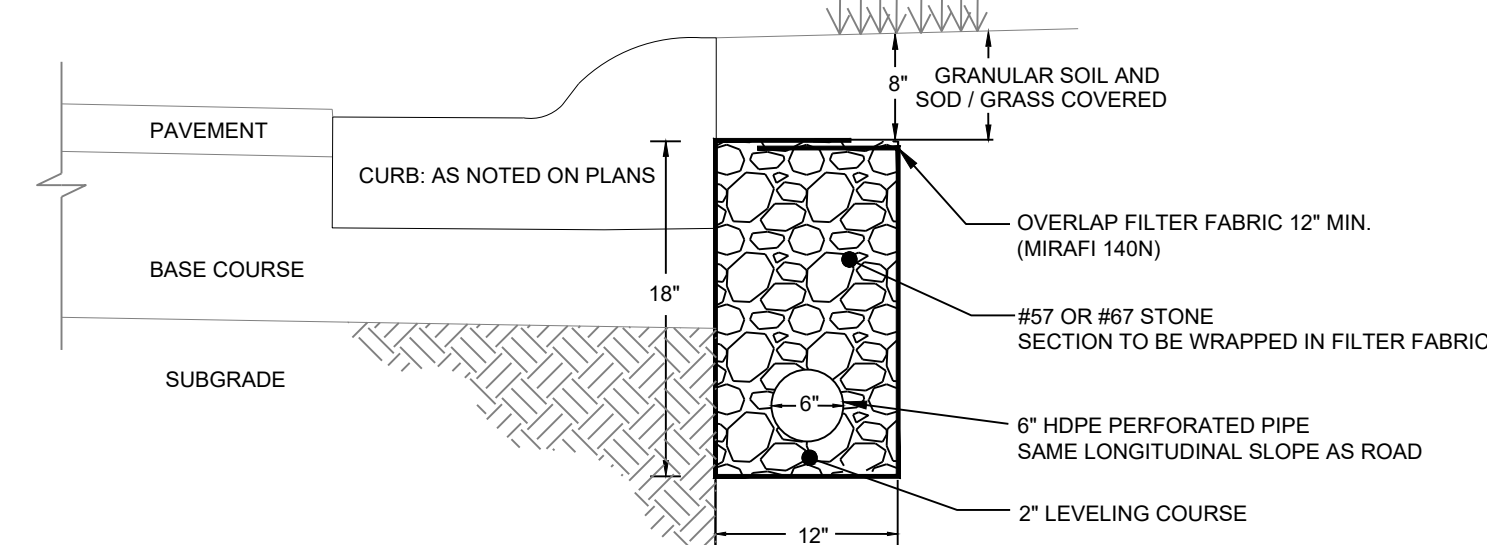 8"
GRANULAR SOIL AND
SOD / GRASS COVERED
PAVEMENT
CURB: AS NOTED ON PLANS
OVERLAP FILTER FABRIC 12" MIN.
(MIRAFI 140N)
BASE COURSE
18"
#57 OR #67 STONE
SECTION TO BE WRAPPED IN FILTER FABRIC
SUBGRADE
6"
6" HDPE PERFORATED PIPE
SAME LONGITUDINAL SLOPE AS ROAD
2" LEVELING COURSE
12"